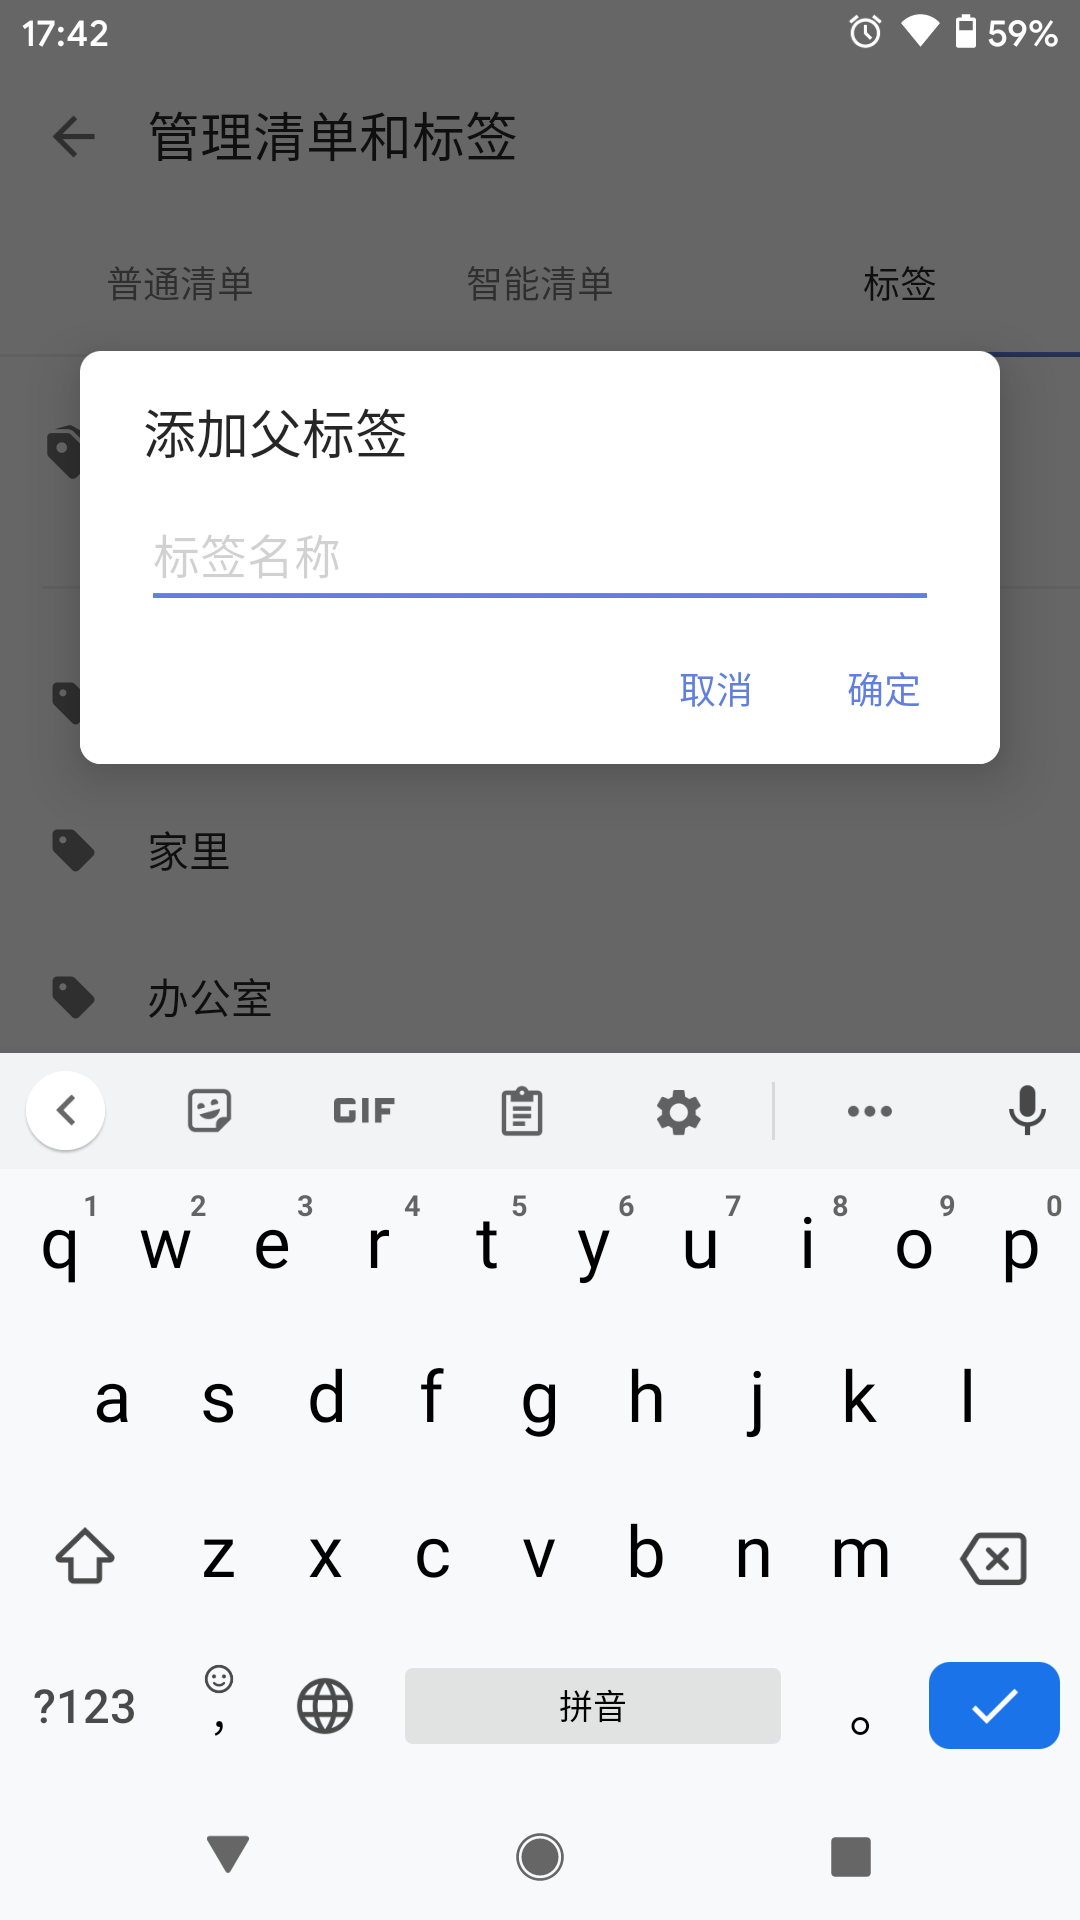 17:42 59%
管理清单和标签
普通清单 智能清单 标签
添加父标签
标签名称
取消 确定
家里
办公室
GIF
1 2 3 4 5 6 7 8 9 0
q w e r t y u i o p
a s d f g h j k l
z x c v b n m
?123 , 拼音 。